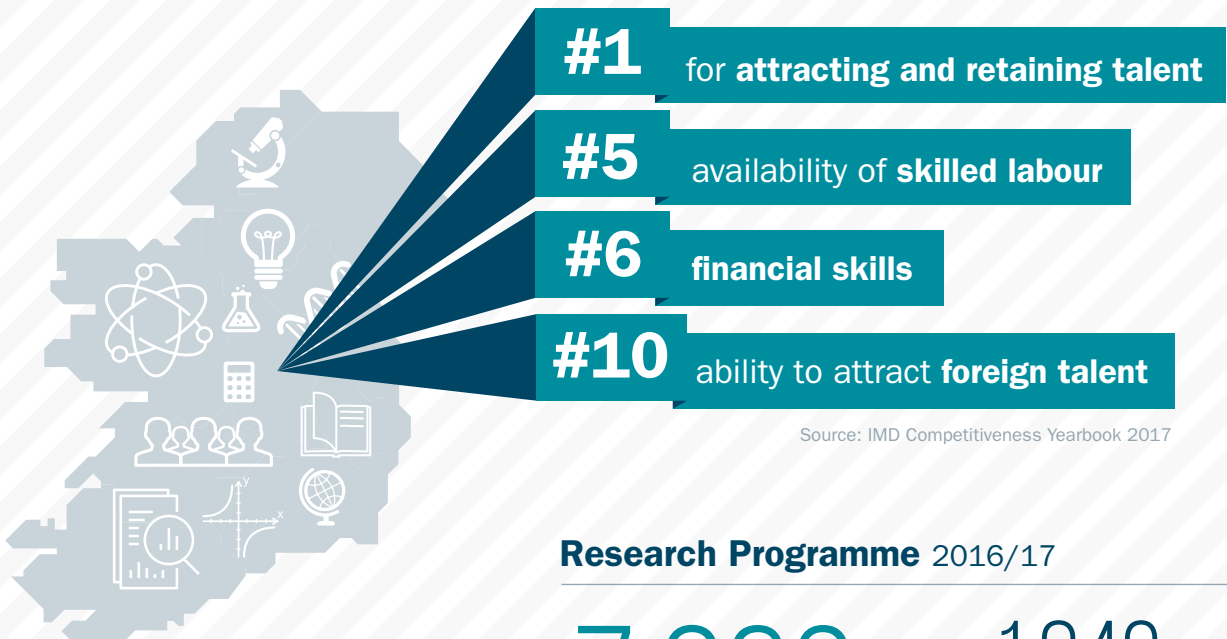 #1 for attracting and retaining talent
#5 availability of skilled labour
#6 financial skills
#10 ability to attract foreign talent
Source: IMD Competitiveness Yearbook 2017
y
x
Research Programme 2016/17